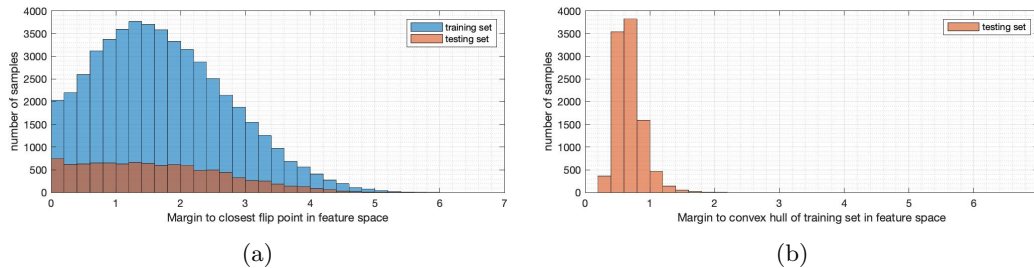 4000
3500
3000
2500
2000
1500
1000
500
0
number of samples
training set
testing set
0 1 2 3 4 5 6 7
Margin to closest flip point in feature space
(a)
4000
3500
3000
2500
2000
1500
1000
500
0
number of samples
testing set
0 1 2 3 4 5 6
Margin to convex hull of training set in feature space
(b)